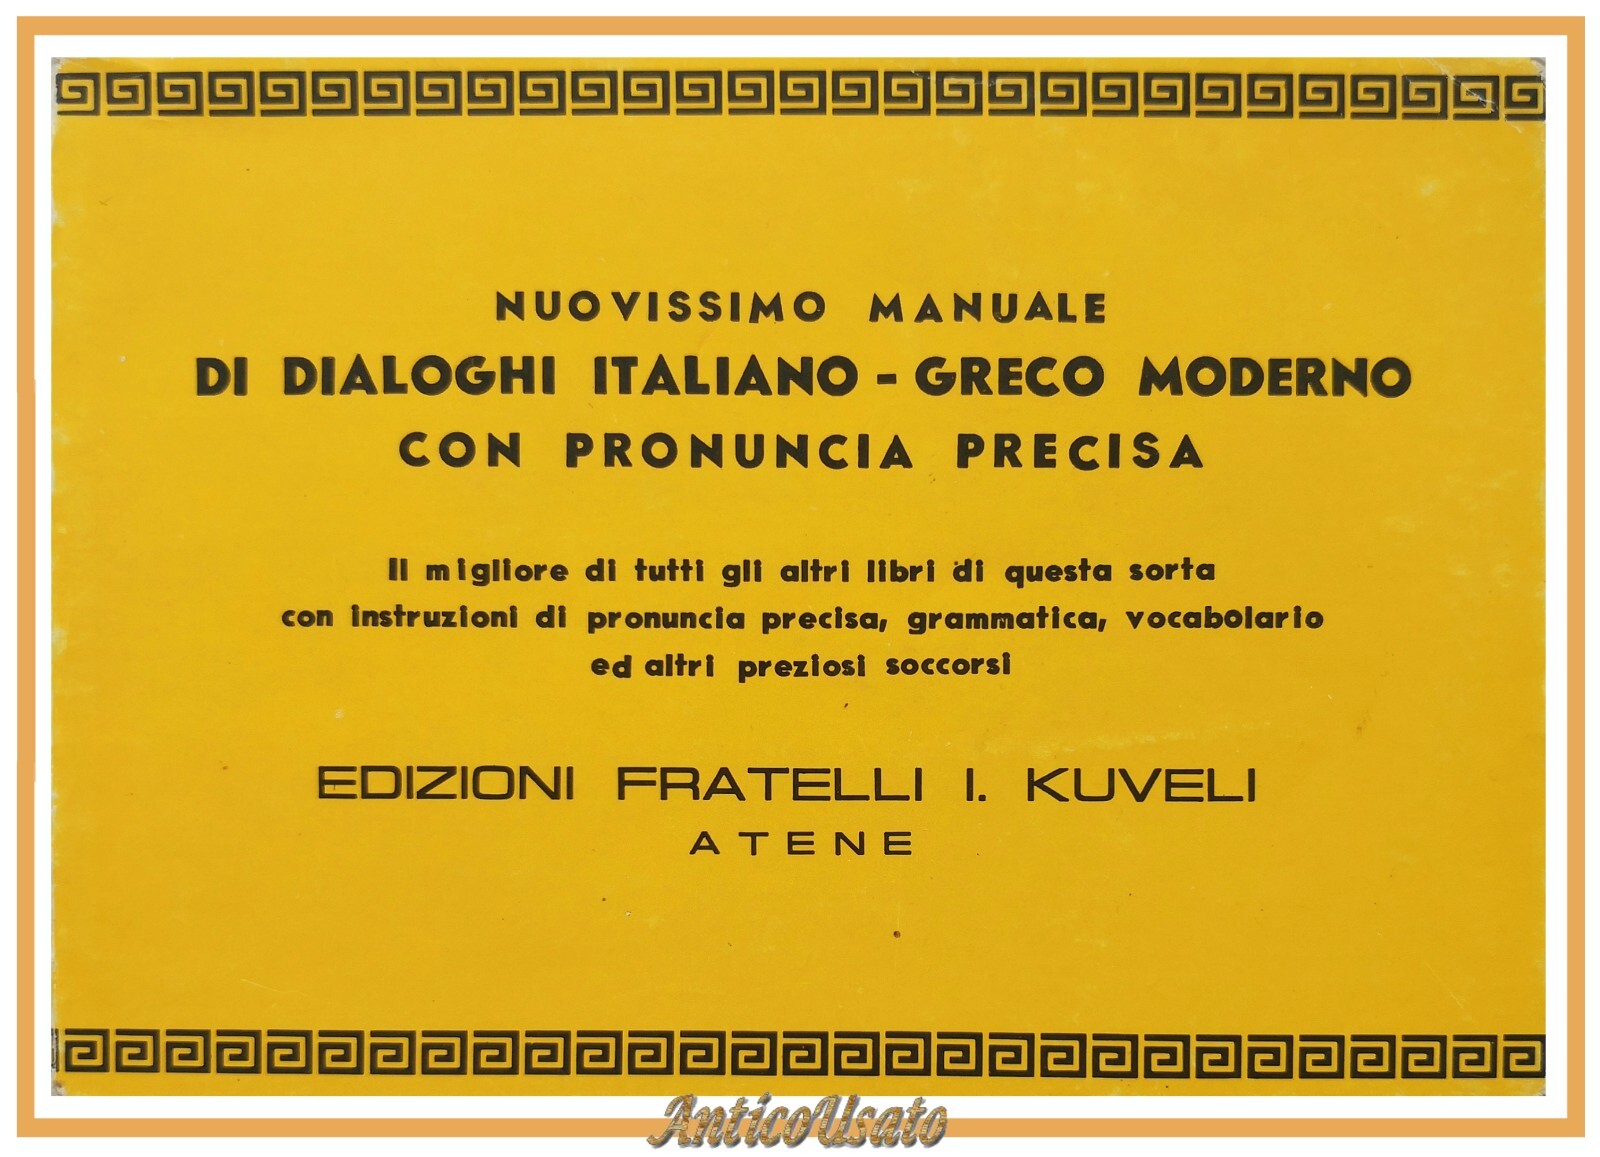 NUOVISSIMO MANUALE
DI DIALOGHI ITALIANO - GRECO MODERNO
CON PRONUNCIA PRECISA
Il migliore di tutti gli altri libri di questa sorta
con instruzioni di pronuncia precisa, grammatica, vocabolario
ed altri preziosi soccorsi
EDIZIONI FRATELLI I. KUVELI
ATENE
AnticoUsato